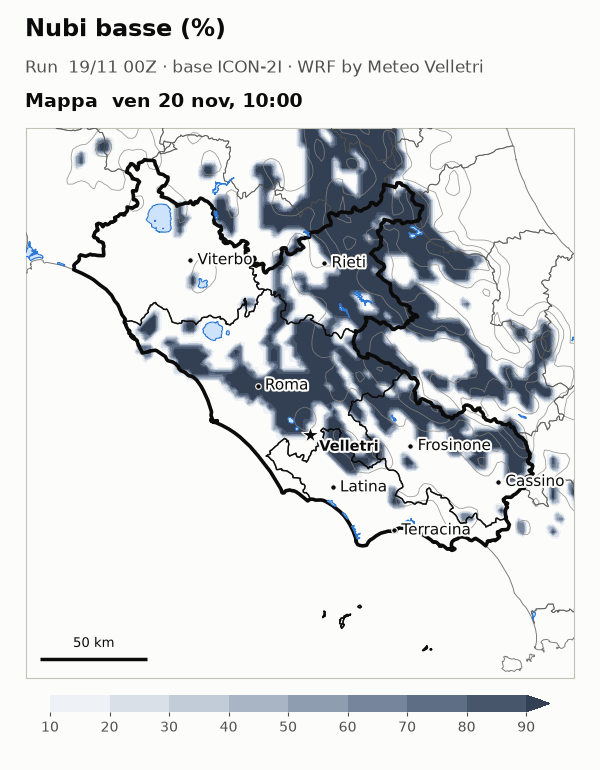 Nubi basse (%)
Run 19/11 00Z · base ICON-2I · WRF by Meteo Velletri
Mappa ven 20 nov, 10:00
Viterbo
Rieti
Roma
Velletri
Frosinone
Latina
Cassino
Terracina
50 km
10 20 30 40 50 60 70 80 90